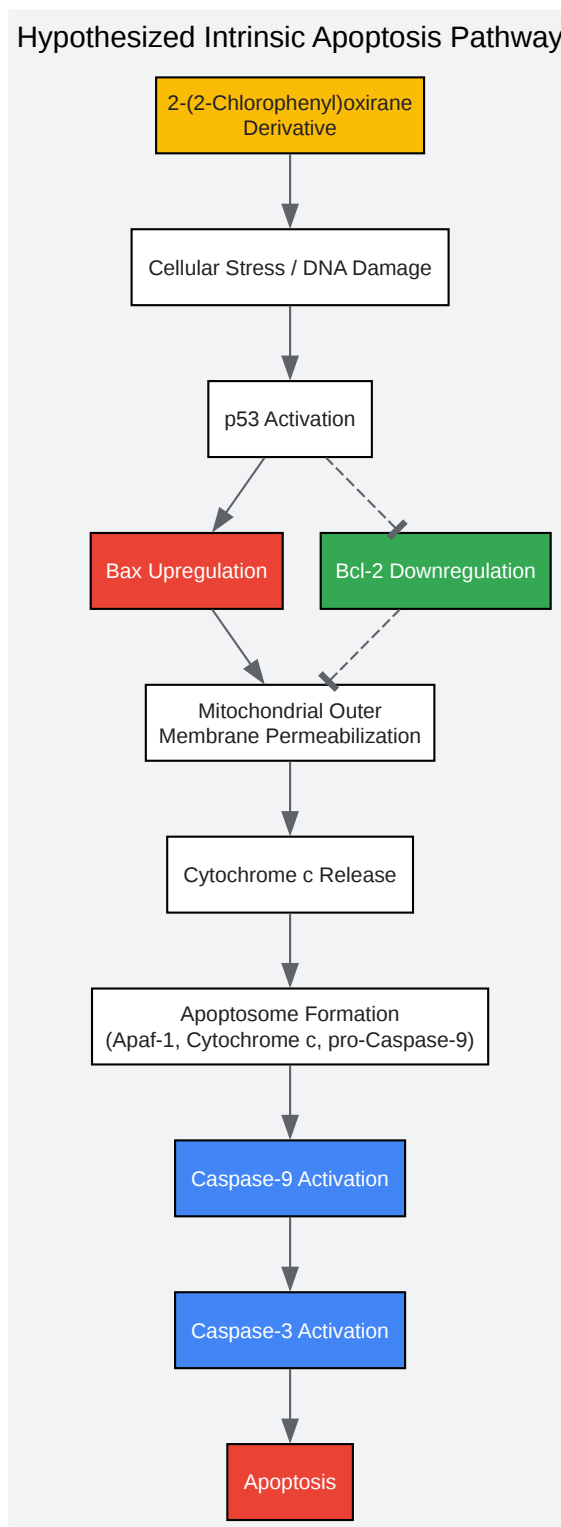 Hypothesized Intrinsic Apoptosis Pathway
2-(2-Chlorophenyl)oxirane
Derivative
Cellular Stress / DNA Damage
p53 Activation
Bax Upregulation
Bcl-2 Downregulation
Mitochondrial Outer
Membrane Permeabilization
Cytochrome c Release
Apoptosome Formation
(Apaf-1, Cytochrome c, pro-Caspase-9)
Caspase-9 Activation
Caspase-3 Activation
Apoptosis